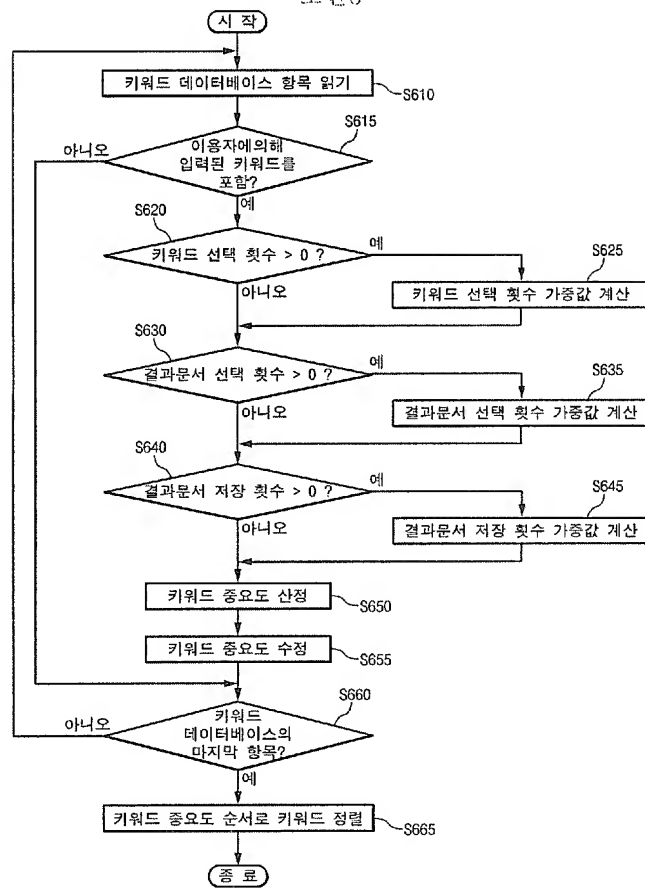 시 작
키워드 데이터베이스 항목 읽기
S610
S615
아니오
이용자에의해
입력된 키워드를
포함?
예
S620
키워드 선택 횟수 > 0 ?
예
S625
키워드 선택 횟수 가중값 계산
아니오
S630
결과문서 선택 횟수 > 0 ?
예
S635
결과문서 선택 횟수 가중값 계산
아니오
S640
결과문서 저장 횟수 > 0 ?
예
S645
결과문서 저장 횟수 가중값 계산
아니오
키워드 중요도 산정
S650
키워드 중요도 수정
S655
S660
아니오
키워드
데이터베이스의
마지막 항목?
예
키워드 중요도 순서로 키워드 정렬
S665
종 료